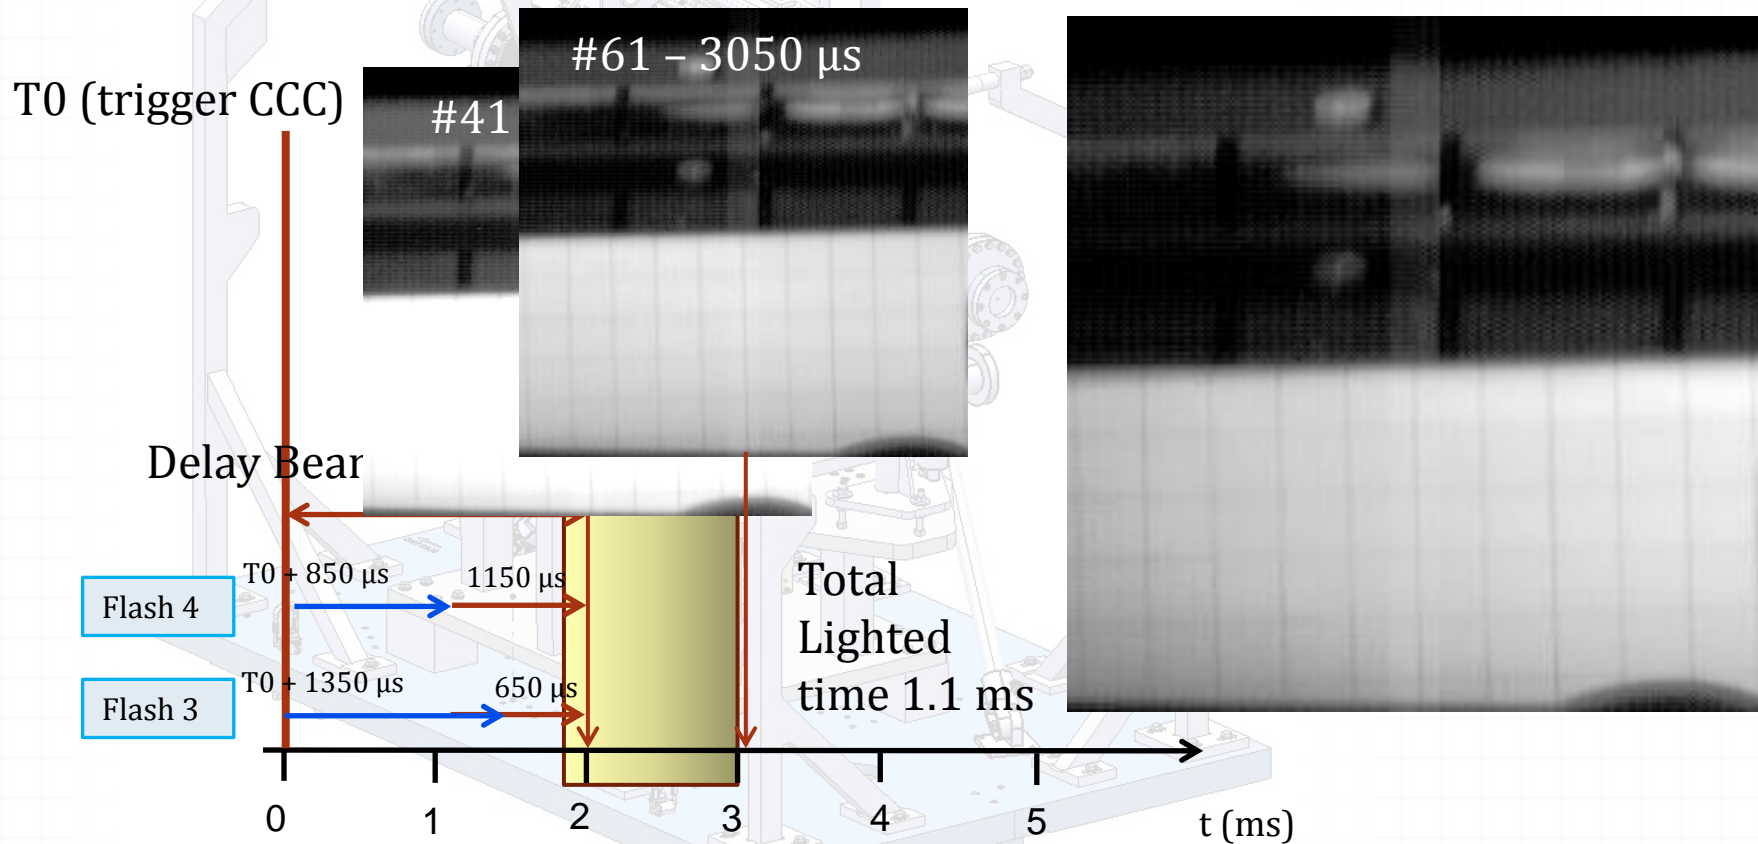 T0 (trigger CCC)
#41
#61 – 3050 µs
Delay
T0 + 850 µs
1150 µs
Flash 4
T0 + 1350 µs
650 µs
Flash 3
Total
Lighted
time 1.1 ms
0
1
2
3
4
5
t (ms)